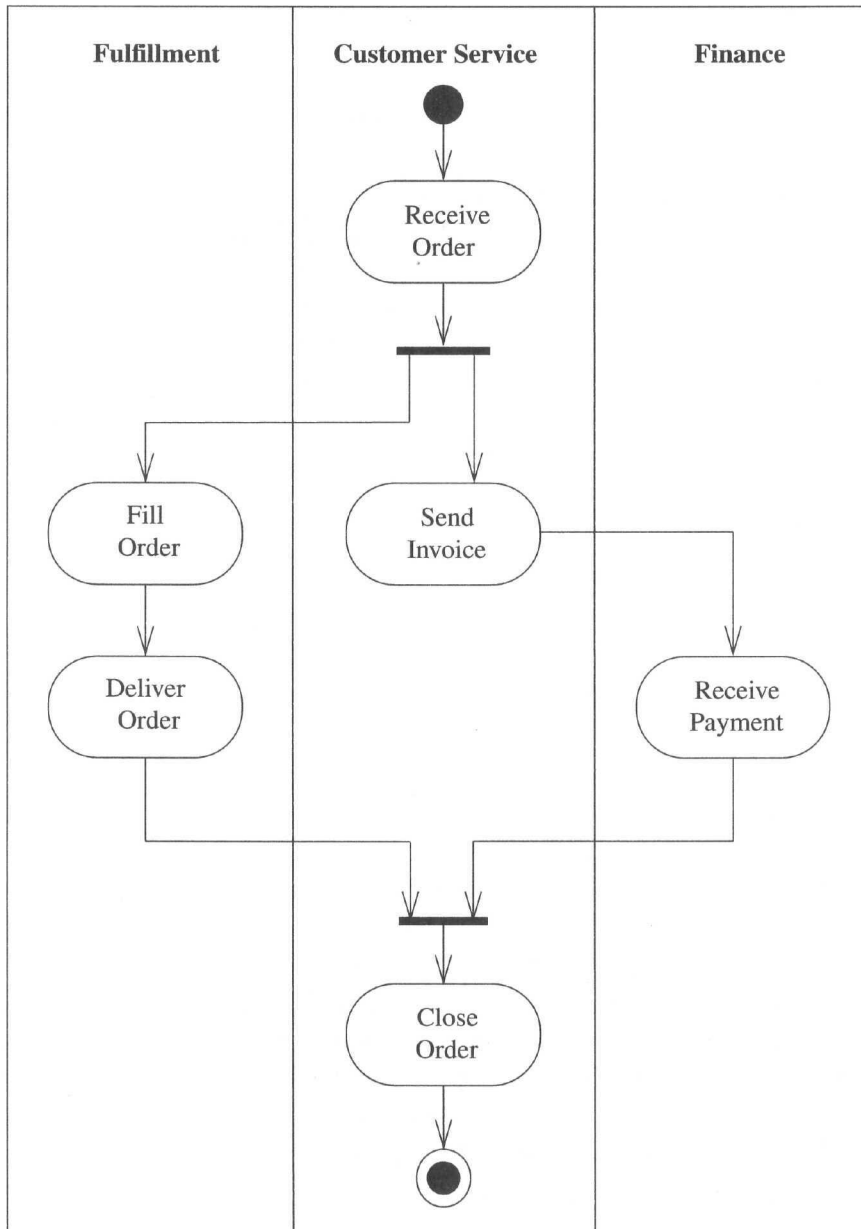 Fulfillment
Customer Service
Finance
Receive
Order
Fill
Order
Send
Invoice
Deliver
Order
Receive
Payment
Close
Order